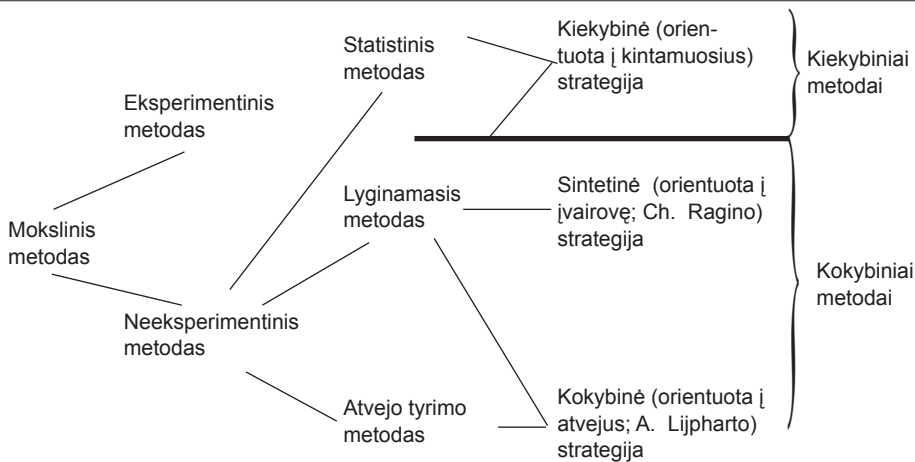 Statistinis
metodas
Kiekybinė (orien-
tuota į kintamuosius)
strategija
Kiekybiniai
metodai
Eksperimentinis
metodas
Lyginamasis
metodas
Sintetinė (orientuota į
įvairovę; Ch. Ragino)
strategija
Mokslinis
metodas
Kokybiniai
metodai
Neeksperimentinis
metodas
Atvejo tyrimo
metodas
Kokybinė (orientuota į
atvejus; A. Lijpharto)
strategija